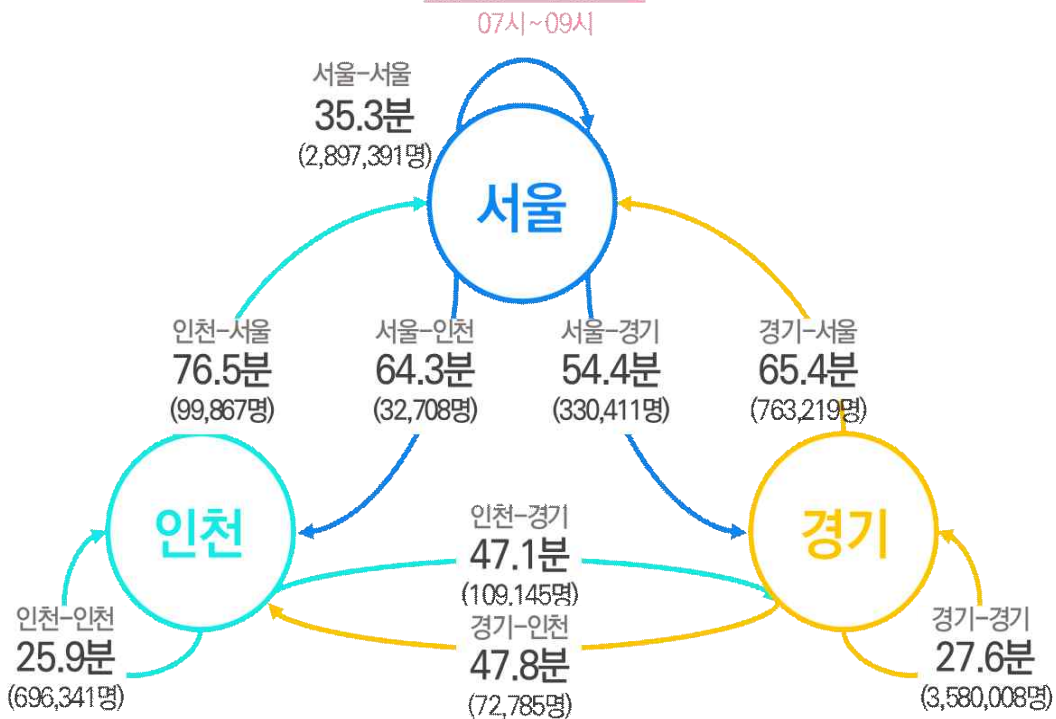 07시~09시
서울-서울
35.3분
(2,897,391명)
서울
인천-서울
76.5분
(99,867명)
서울-인천
64.3분
(32,708명)
서울-경기
54.4분
(330,411명)
경기-서울
65.4분
(763,219명)
인천
경기
인천-경기
47.1분
(109,145명)
경기-인천
47.8분
(72,785명)
인천-인천
25.9분
(696,341명)
경기-경기
27.6분
(3,580,008명)